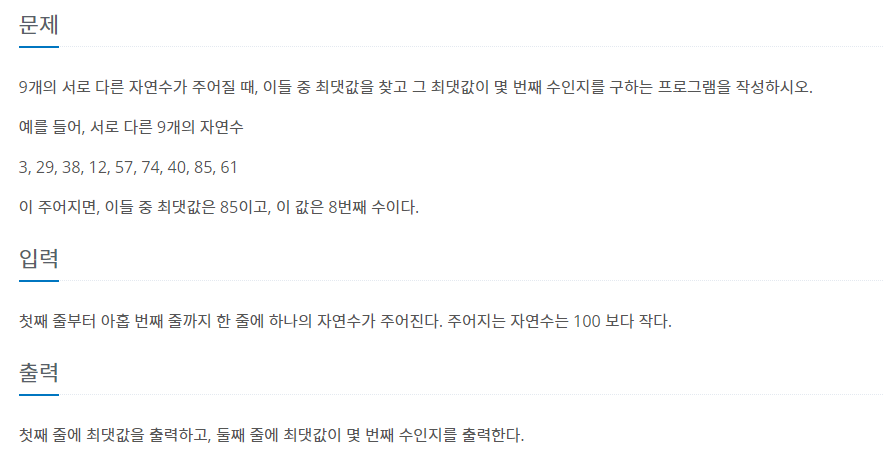 문제
9개의 서로 다른 자연수가 주어질 때, 이들 중 최댓값을 찾고 그 최댓값이 몇 번째 수인지를 구하는 프로그램을 작성하시오.
예를 들어, 서로 다른 9개의 자연수
3, 29, 38, 12, 57, 74, 40, 85, 61
이 주어지면, 이들 중 최댓값은 85이고, 이 값은 8번째 수이다.
입력
첫째 줄부터 아홉 번째 줄까지 한 줄에 하나의 자연수가 주어진다. 주어지는 자연수는 100 보다 작다.
출력
첫째 줄에 최댓값을 출력하고, 둘째 줄에 최댓값이 몇 번째 수인지를 출력한다.